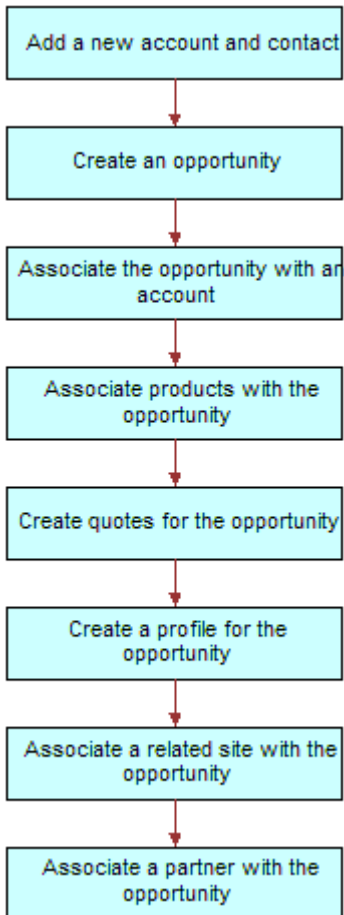 Add a new account and contact
Create an opportunity
Associate the opportunity with an
account
Associate products with the
opportunity
Create quotes for the opportunity
Create a profile for the
opportunity
Associate a related site with the
opportunity
Associate a partner with the
opportunity